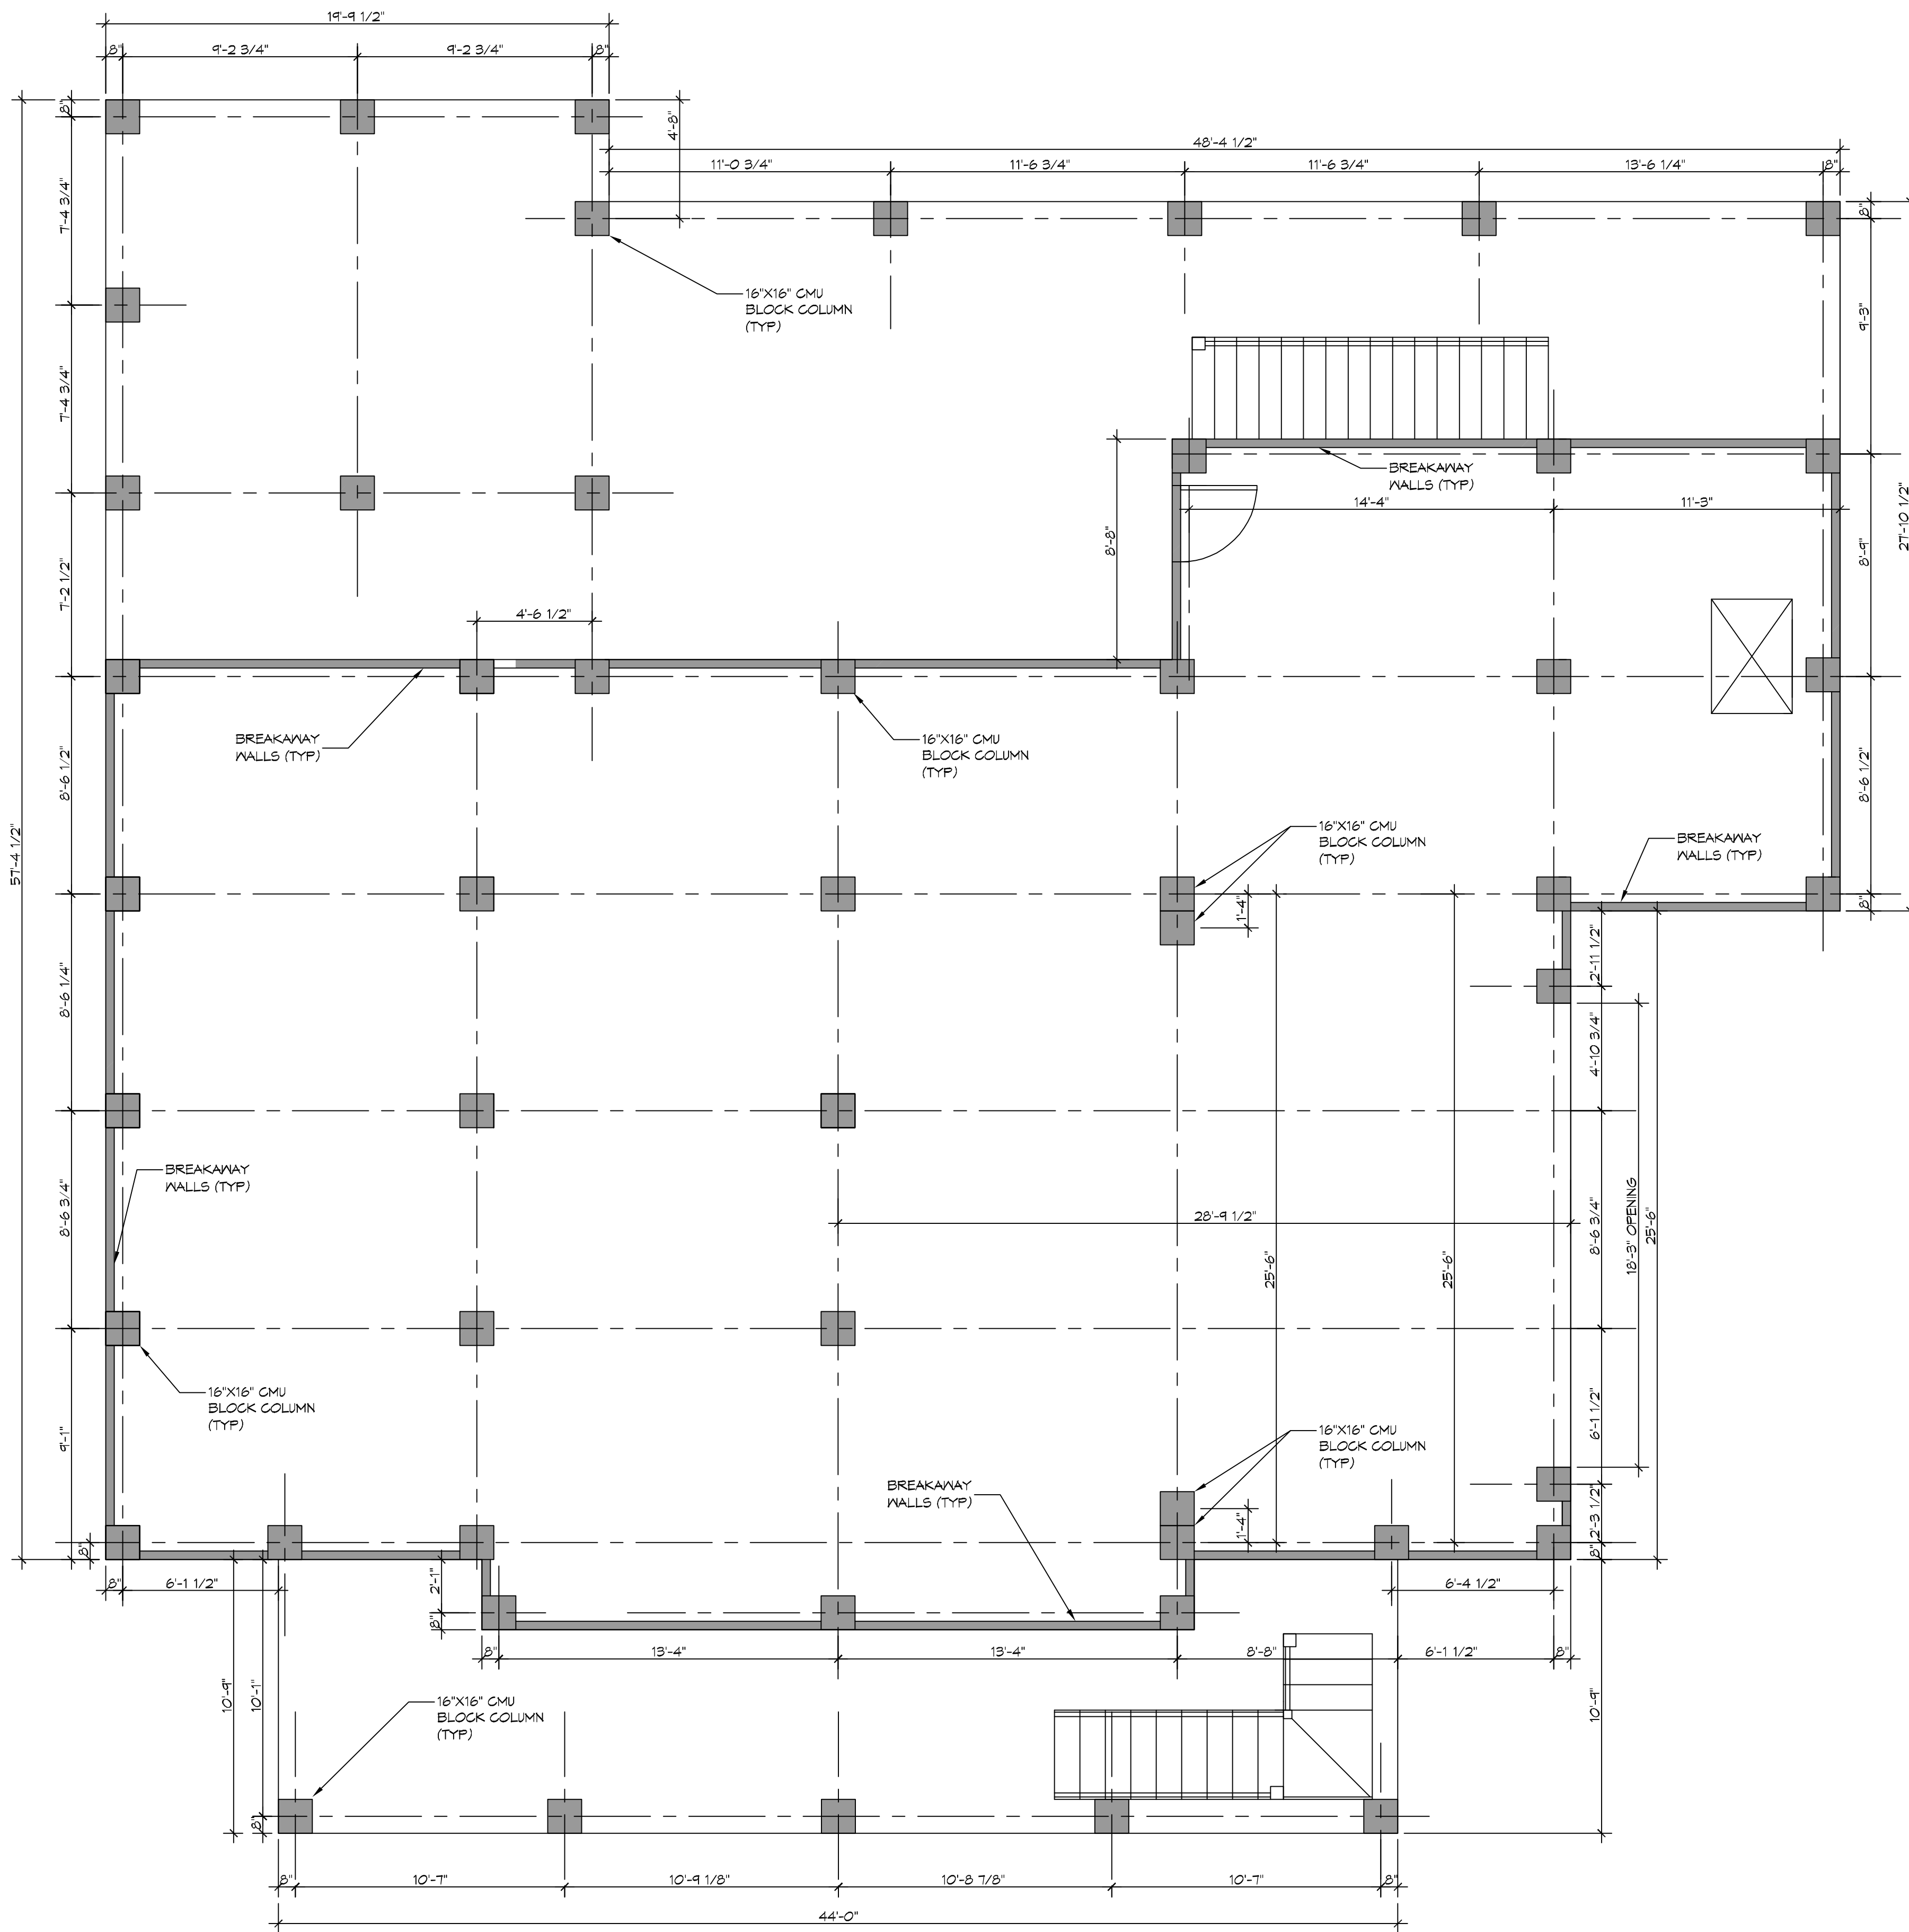 19'-9 1/2"
8" 9'-2 3/4" 9'-2 3/4" 8"
8"
4'-8"
48'-4 1/2"
11'-0 3/4" 11'-6 3/4" 11'-6 3/4" 13'-6 1/4" 8"
7'-4 3/4"
8"
16"X16" CMU
BLOCK COLUMN
(TYP)
9'-3"
7'-4 3/4"
BREAKAWAY
WALLS (TYP)
14'-4" 11'-3"
27'-10 1/2"
8'-8"
8'-9"
7'-2 1/2"
4'-6 1/2"
BREAKAWAY
WALLS (TYP)
16"X16" CMU
BLOCK COLUMN
(TYP)
8'-6 1/2"
8'-6 1/2"
57'-4 1/2"
16"X16" CMU
BLOCK COLUMN
(TYP)
BREAKAWAY
WALLS (TYP)
8"
1'-4"
2'-11 1/2"
8'-6 1/4"
4'-10 3/4"
BREAKAWAY
WALLS (TYP)
8'-6 3/4"
28'-9 1/2"
8'-6 3/4"
18'-3" OPENING
25'-6"
25'-6"
25'-6"
16"X16" CMU
BLOCK COLUMN
(TYP)
6'-1 1/2"
9'-1"
16"X16" CMU
BLOCK COLUMN
(TYP)
BREAKAWAY
WALLS (TYP)
1'-4"
2'-3 1/2"
8"
8"
8" 6'-1 1/2"
2'-1"
6'-4 1/2"
8"
8" 13'-4" 13'-4" 8'-8" 6'-1 1/2" 8"
10'-9"
10'-1"
16"X16" CMU
BLOCK COLUMN
(TYP)
10'-9"
8"
8" 10'-7" 10'-9 1/8" 10'-8 7/8" 10'-7" 8"
44'-0"